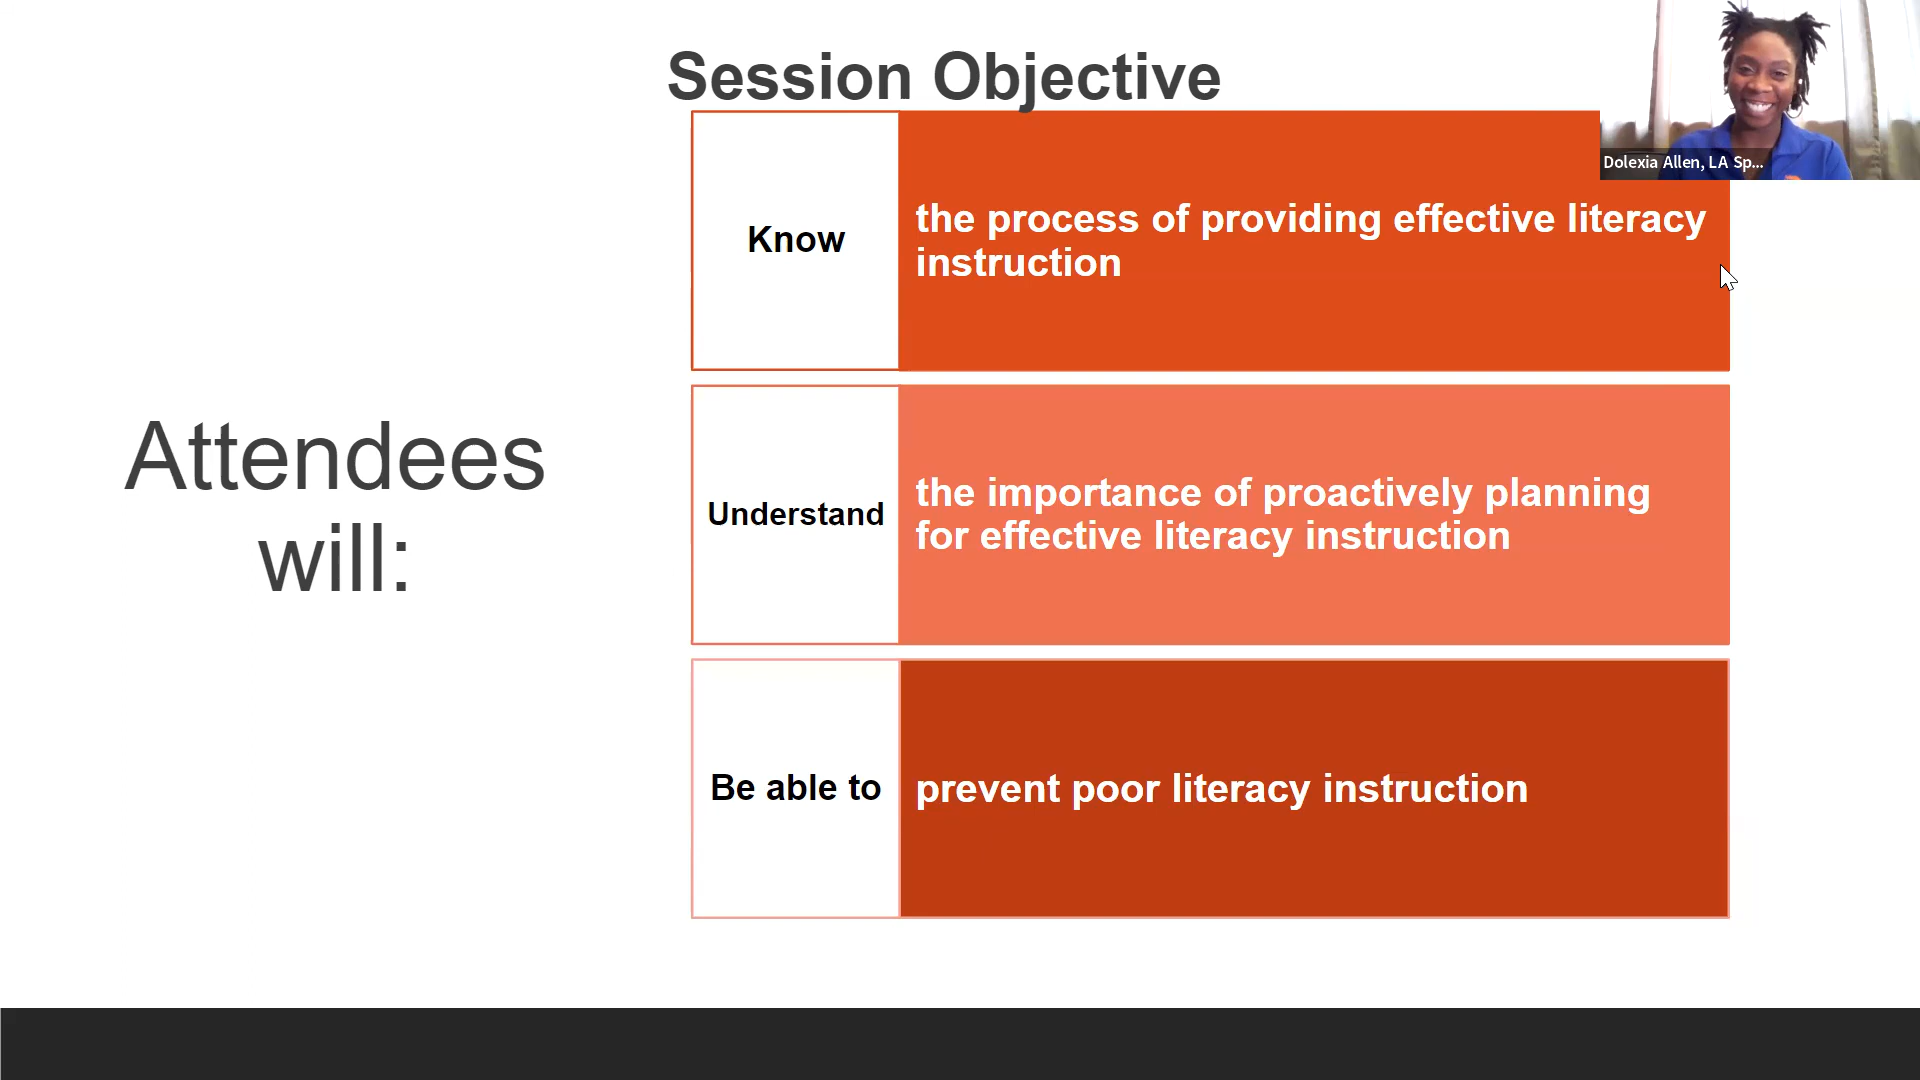 Session Objective
Dolexia Allen, LA Sp...
Attendees
will:
Know
the process of providing effective literacy
instruction
Understand
the importance of proactively planning
for effective literacy instruction
Be able to
prevent poor literacy instruction